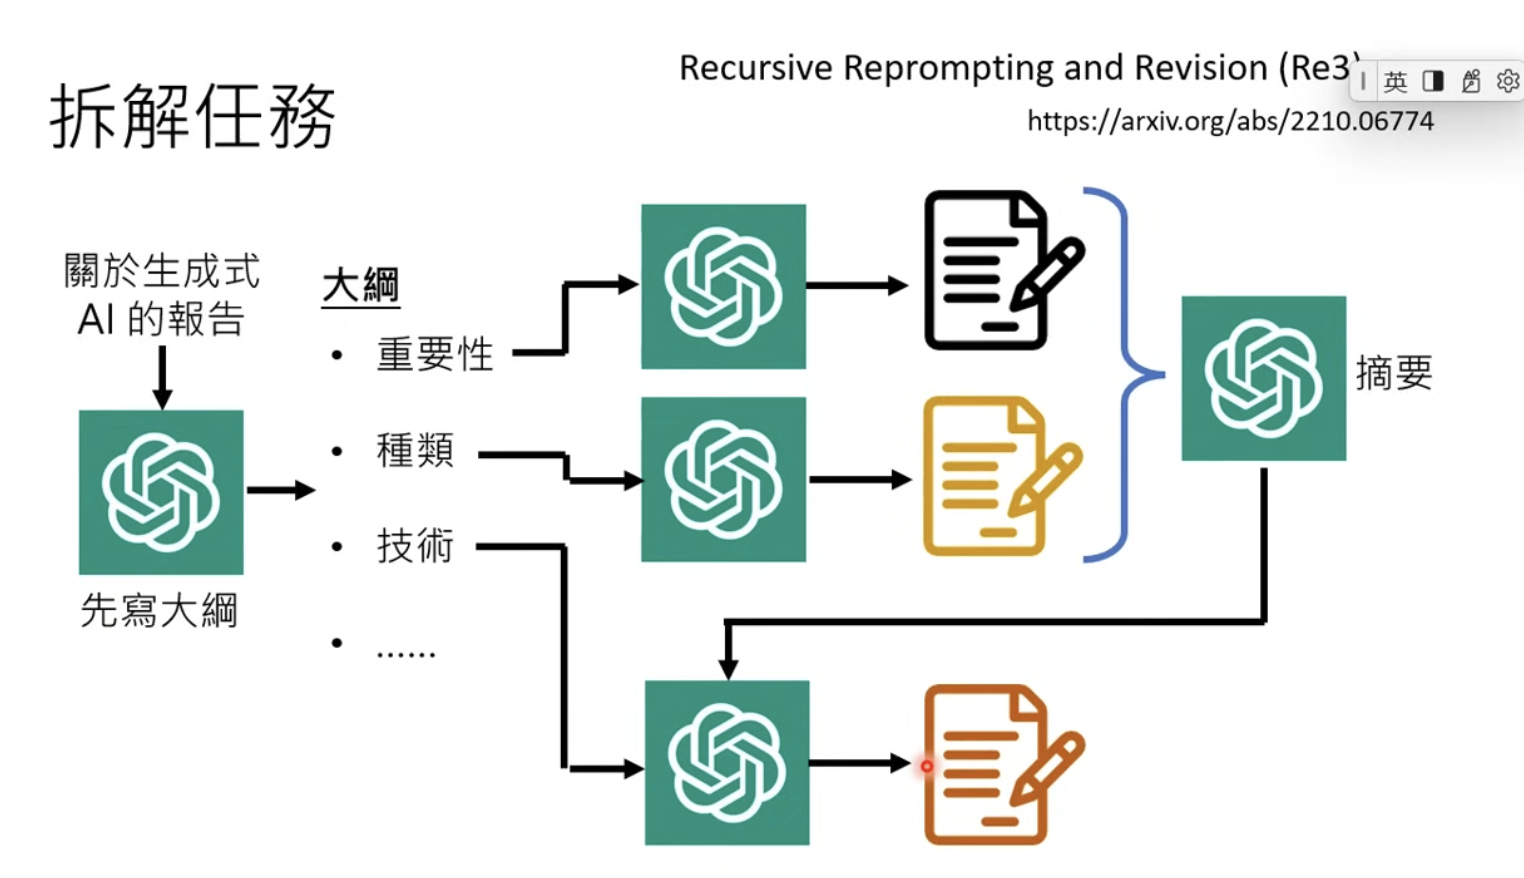 拆解任務
Recursive Reprompting and Revision (Re3)
英
https://arxiv.org/abs/2210.06774
關於生成式
AI 的報告
先寫大綱
大綱
• 重要性
• 種類
• 技術
• ……
摘要